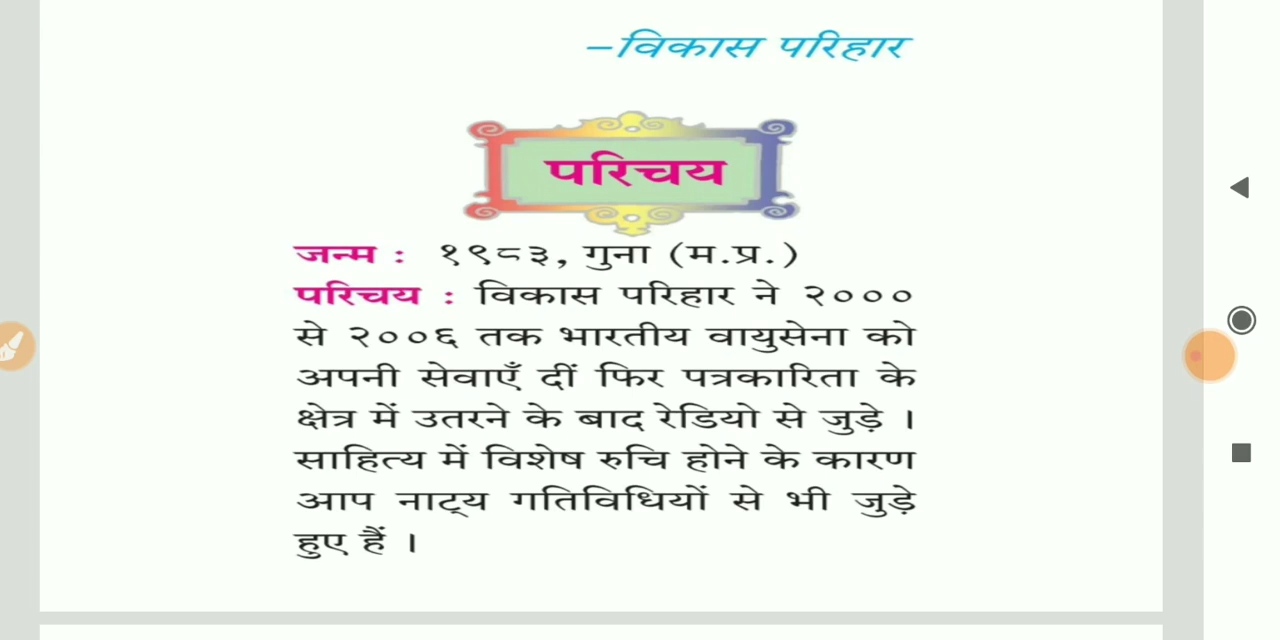 –विकास परिहार
परिचय
जन्म : १९८३, गुना (म.प्र.)
परिचय : विकास परिहार ने २०००
से २००६ तक भारतीय वायुसेना को
अपनी सेवाएँ दीं फिर पत्रकारिता के
क्षेत्र में उतरने के बाद रेडियो से जुड़े ।
साहित्य में विशेष रुचि होने के कारण
आप नाट्य गतिविधियों से भी जुड़े
हुए हैं ।